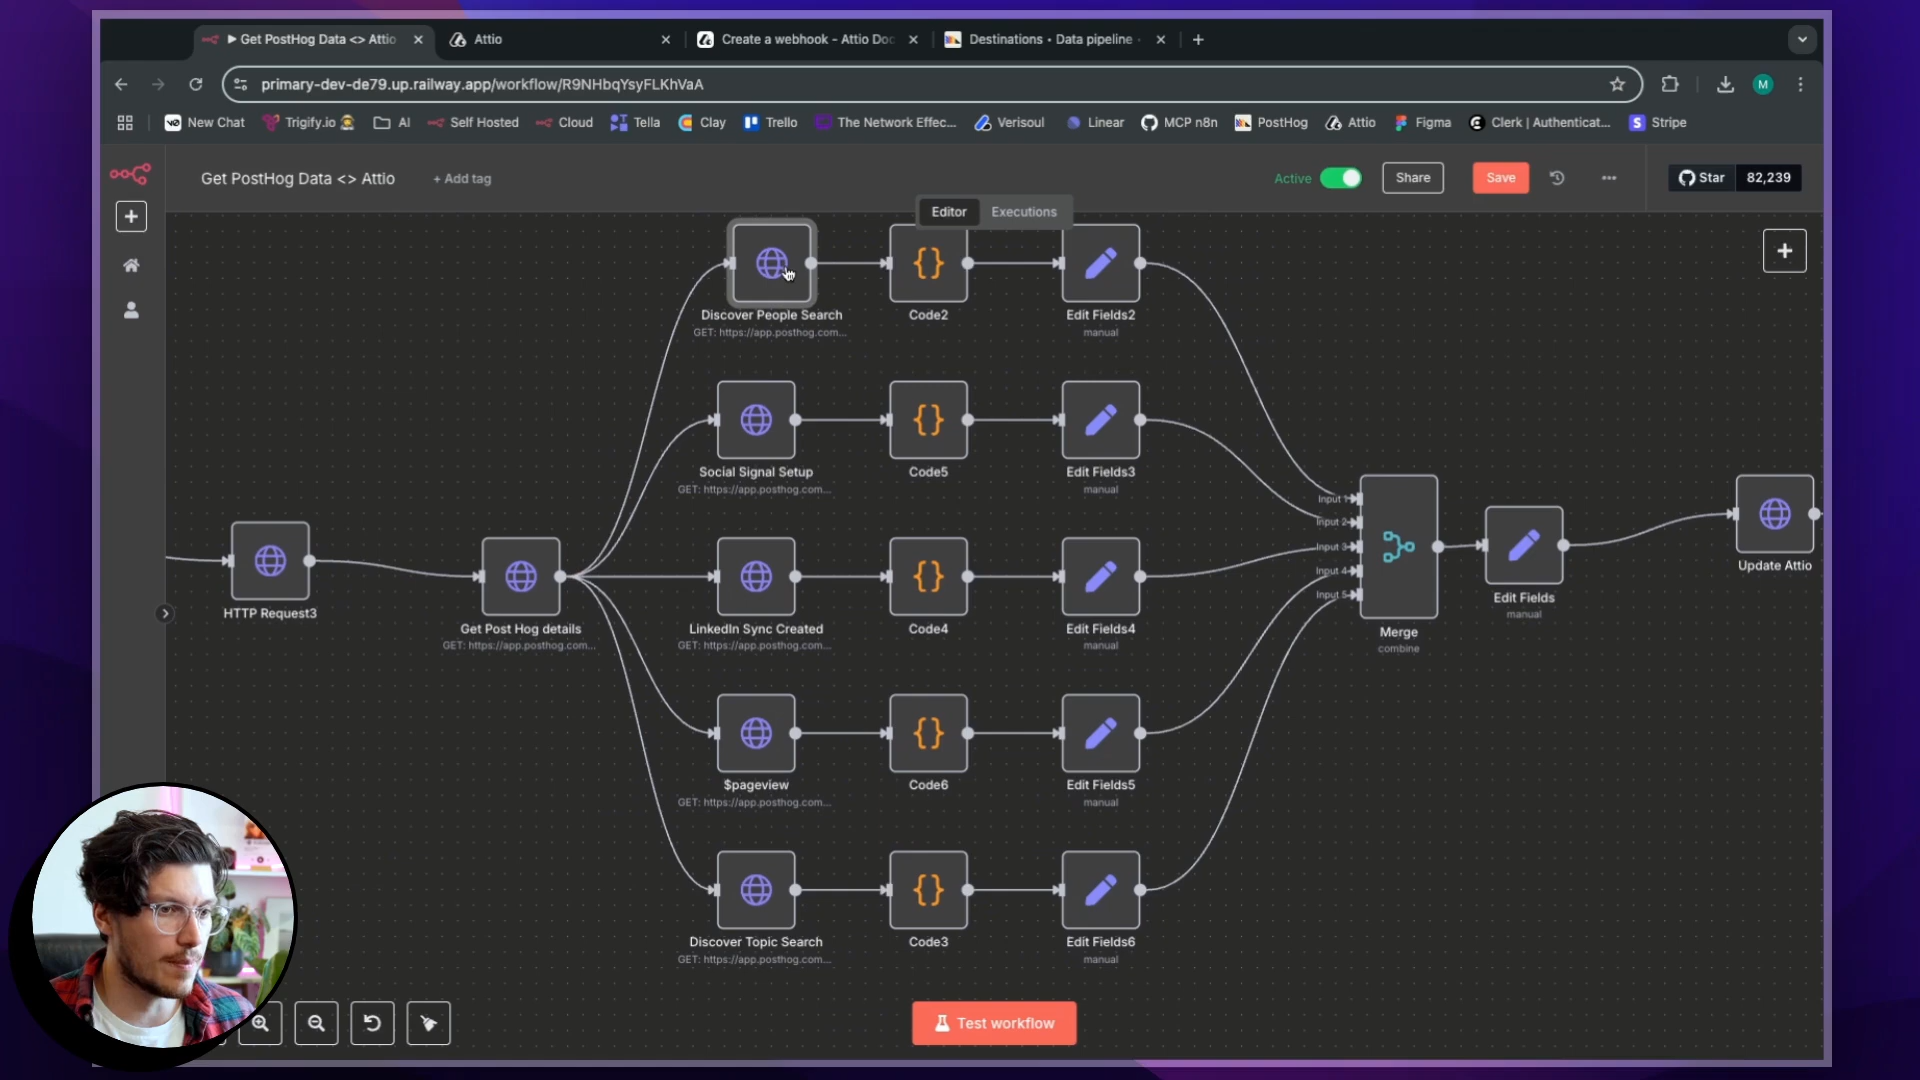 Get PostHog Data <> Attio
Attio
Create a webhook - Attio Doc
Destinations • Data pipeline
primary-dev-de79.up.railway.app/workflow/R9NHbqYsyFLKhVaA
M
New Chat
Trigify.io
AI
Self Hosted
Cloud
Tella
Clay
Trello
The Network Effec...
Verisoul
Linear
MCP n8n
PostHog
Attio
Figma
Clerk | Authenticat...
Stripe
Get PostHog Data <> Attio
+ Add tag
Active
Share
Save
Star
82,239
Editor
Executions
Discover People Search
GET: https://app.posthog.com...
Code2
Edit Fields2
manual
Social Signal Setup
GET: https://app.posthog.com...
Code5
Edit Fields3
manual
HTTP Request3
Get Post Hog details
GET: https://app.posthog.com...
LinkedIn Sync Created
GET: https://app.posthog.com...
Code4
Edit Fields4
manual
Input 1
Input 2
Input 3
Input 4
Input 5
Merge
combine
Edit Fields
manual
Update Attio
$pageview
GET: https://app.posthog.com...
Code6
Edit Fields5
manual
Discover Topic Search
GET: https://app.posthog.com...
Code3
Edit Fields6
manual
Test workflow